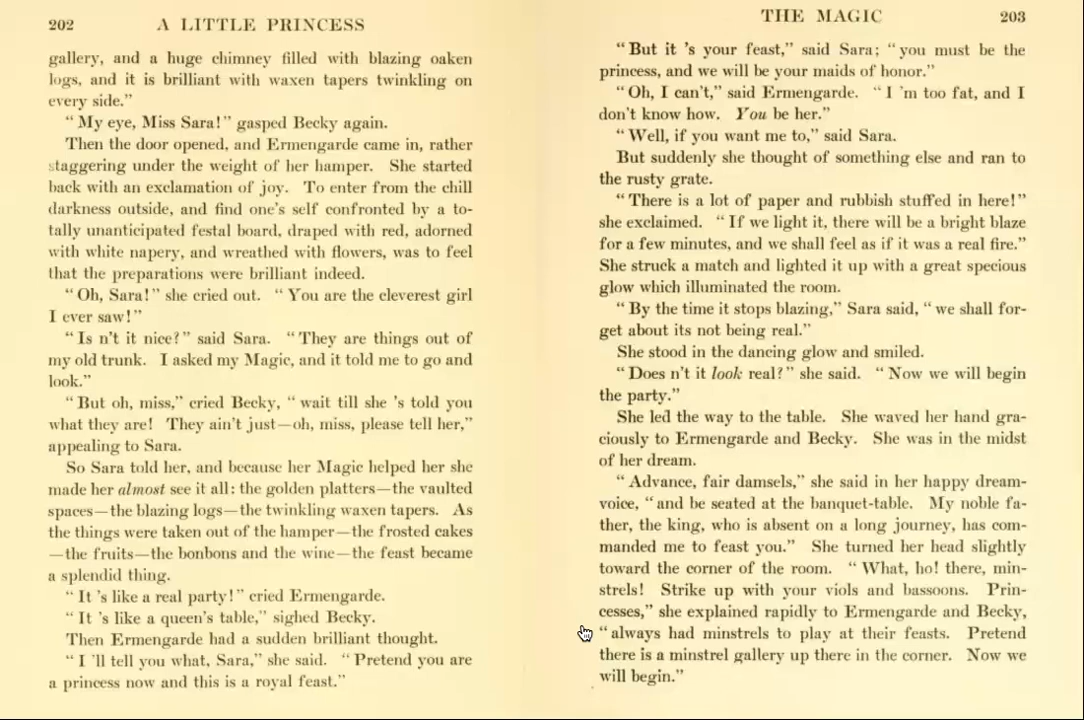 202 A LITTLE PRINCESS
gallery, and a huge chimney filled with blazing oaken
logs, and it is brilliant with waxen tapers twinkling on
every side."
"My eye, Miss Sara!" gasped Becky again.
Then the door opened, and Ermengarde came in, rather
staggering under the weight of her hamper. She started
back with an exclamation of joy. To enter from the chill
darkness outside, and find one's self confronted by a to-
tally unanticipated festal board, draped with red, adorned
with white napery, and wreathed with flowers, was to feel
that the preparations were brilliant indeed.
"Oh, Sara!" she cried out. "You are the cleverest girl
I ever saw!"
"Is n't it nice?" said Sara. "They are things out of
my old trunk. I asked my Magic, and it told me to go and
look."
"But oh, miss," cried Becky, "wait till she 's told you
what they are! They ain't just—oh, miss, please tell her,"
appealing to Sara.
So Sara told her, and because her Magic helped her she
made her almost see it all: the golden platters—the vaulted
spaces—the blazing logs—the twinkling waxen tapers. As
the things were taken out of the hamper—the frosted cakes
—the fruits—the bonbons and the wine—the feast became
a splendid thing.
"It 's like a real party!" cried Ermengarde.
"It 's like a queen's table," sighed Becky.
Then Ermengarde had a sudden brilliant thought.
"I 'll tell you what, Sara," she said. "Pretend you are
a princess now and this is a royal feast."
THE MAGIC 203
"But it 's your feast," said Sara; "you must be the
princess, and we will be your maids of honor."
"Oh, I can't," said Ermengarde. "I 'm too fat, and I
don't know how. You be her."
"Well, if you want me to," said Sara.
But suddenly she thought of something else and ran to
the rusty grate.
"There is a lot of paper and rubbish stuffed in here!"
she exclaimed. "If we light it, there will be a bright blaze
for a few minutes, and we shall feel as if it was a real fire."
She struck a match and lighted it up with a great specious
glow which illuminated the room.
"By the time it stops blazing," Sara said, "we shall for-
get about its not being real."
She stood in the dancing glow and smiled.
"Does n't it look real?" she said. "Now we will begin
the party."
She led the way to the table. She waved her hand gra-
ciously to Ermengarde and Becky. She was in the midst
of her dream.
"Advance, fair damsels," she said in her happy dream-
voice, "and be seated at the banquet-table. My noble fa-
ther, the king, who is absent on a long journey, has com-
manded me to feast you." She turned her head slightly
toward the corner of the room. "What, ho! there, min-
strels! Strike up with your viols and bassoons. Prin-
cesses," she explained rapidly to Ermengarde and Becky,
"always had minstrels to play at their feasts. Pretend
there is a minstrel gallery up there in the corner. Now we
will begin."